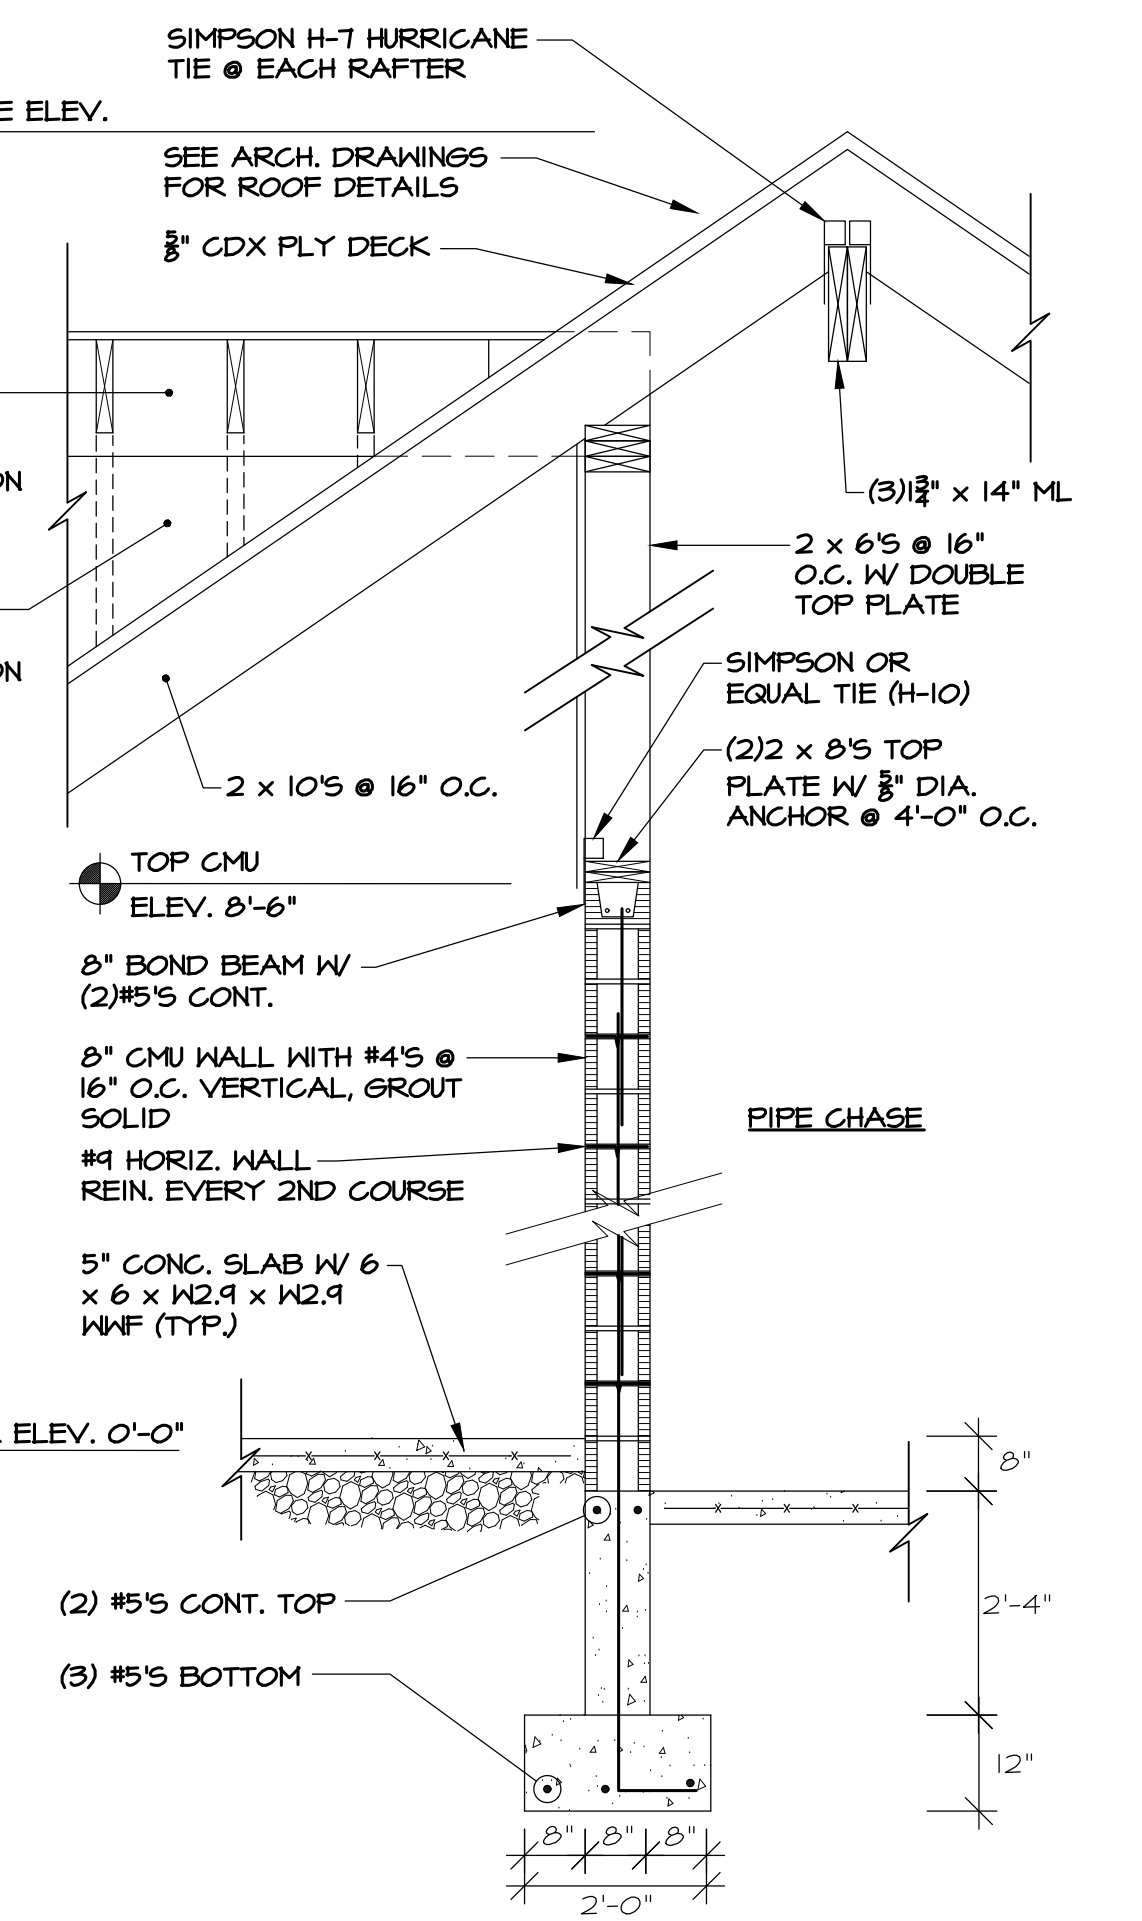 SIMPSON H-7 HURRICANE
TIE @ EACH RAFTER
E ELEV.
SEE ARCH. DRAWINGS
FOR ROOF DETAILS
5/8" CDX PLY DECK
ON
(3)1 3/4" x 14" ML
2 x 6'S @ 16"
O.C. W/ DOUBLE
TOP PLATE
ON
SIMPSON OR
EQUAL TIE (H-10)
(2)2 x 8'S TOP
PLATE W/ 5/8" DIA.
ANCHOR @ 4'-0" O.C.
2 x 10'S @ 16" O.C.
TOP CMU
ELEV. 8'-6"
8" BOND BEAM W/
(2)#5'S CONT.
8" CMU WALL WITH #4'S @
16" O.C. VERTICAL, GROUT
SOLID
PIPE CHASE
#9 HORIZ. WALL
REIN. EVERY 2ND COURSE
5" CONC. SLAB W/ 6
x 6 x W2.9 x W2.9
WWF (TYP.)
ELEV. 0'-0"
8"
(2) #5'S CONT. TOP
2'-4"
(3) #5'S BOTTOM
12"
8" 8" 8"
2'-0"